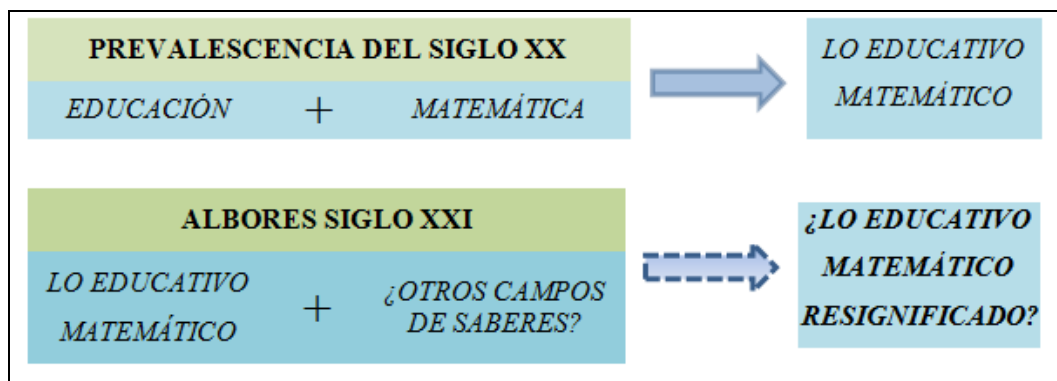 PREVALESCENCIA DEL SIGLO XX
EDUCACIÓN + MATEMÁTICA
LO EDUCATIVO
MATEMÁTICO
ALBORES SIGLO XXI
LO EDUCATIVO
MATEMÁTICO
+
¿OTROS CAMPOS
DE SABERES?
¿LO EDUCATIVO
MATEMÁTICO
RESIGNIFICADO?